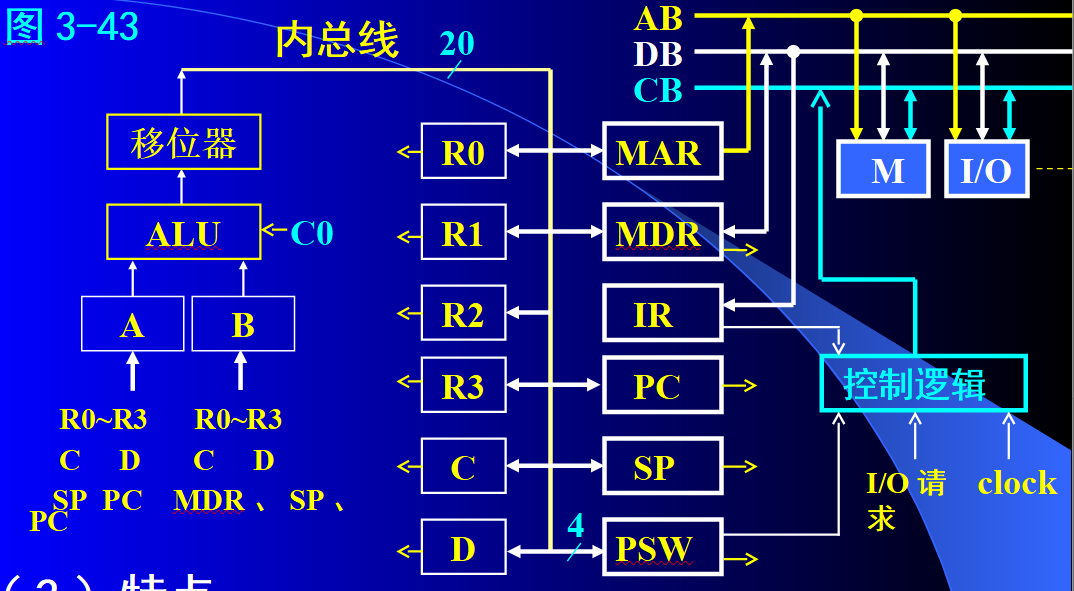 图 3-43
内总线
20
AB
DB
CB
移位器
ALU
C0
A
B
R0~R3
C D
SP PC
R0~R3
C D
MDR 、 SP 、
PC
R0
R1
R2
R3
C
D
MAR
MDR
IR
PC
SP
4
PSW
M
I/O
控制逻辑
I/O 请
求
clock
（2）特点